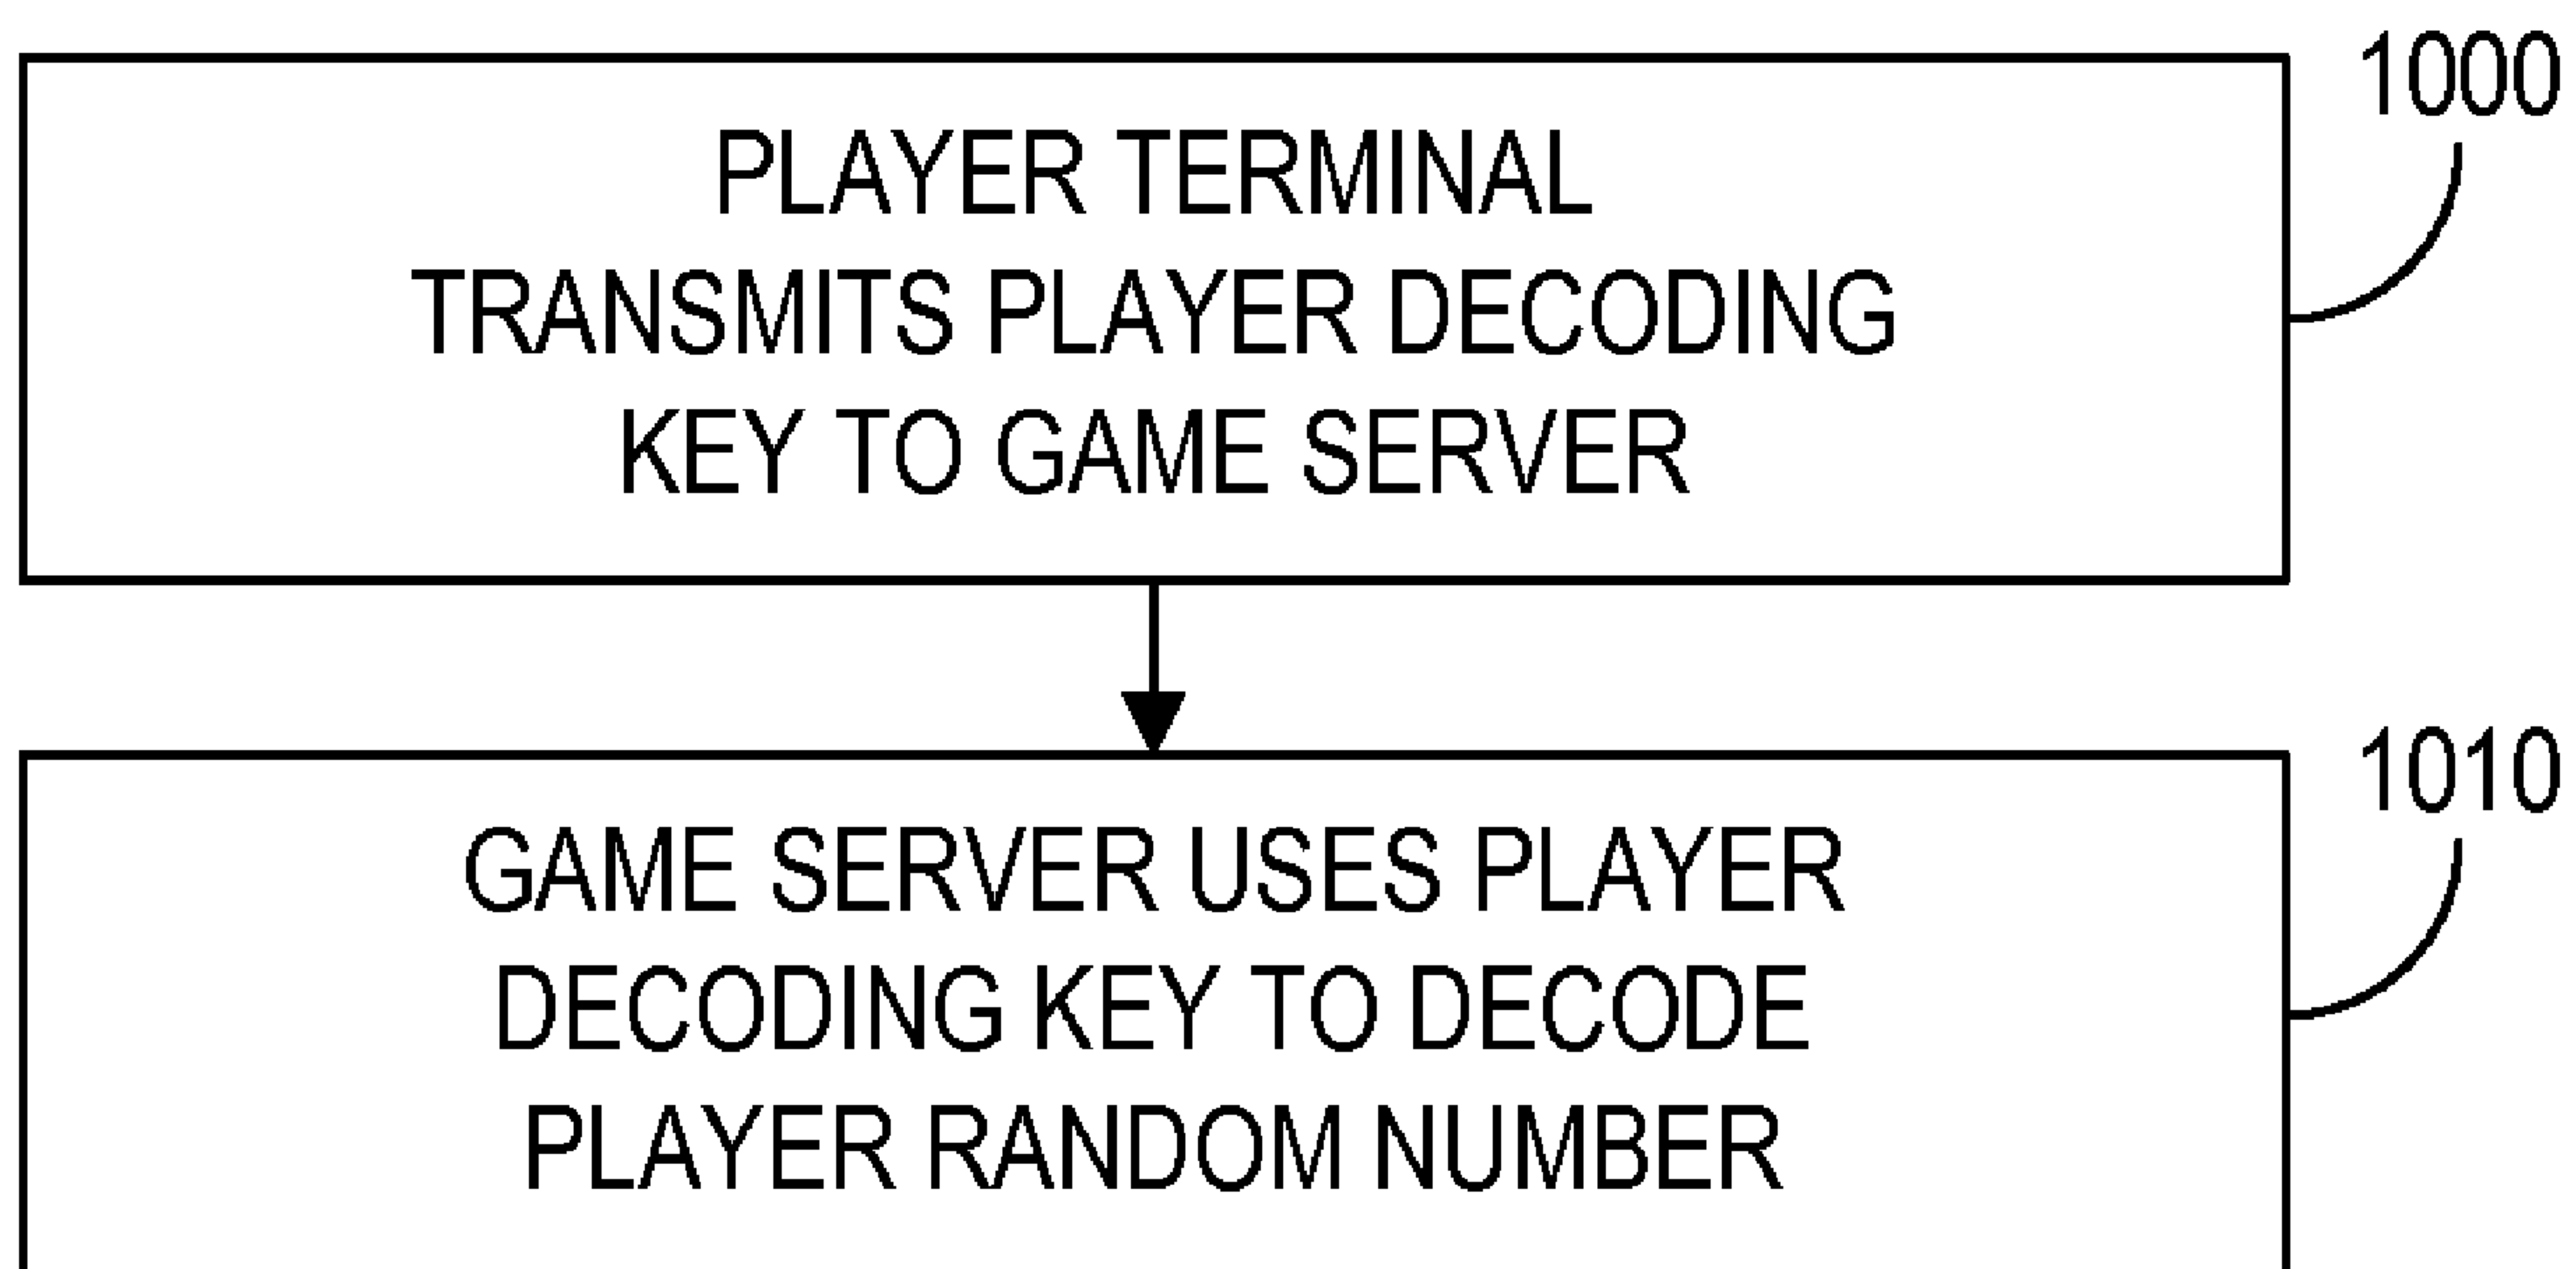 1000
PLAYER TERMINAL
TRANSMITS PLAYER DECODING
KEY TO GAME SERVER
1010
GAME SERVER USES PLAYER
DECODING KEY TO DECODE
PLAYER RANDOM NUMBER